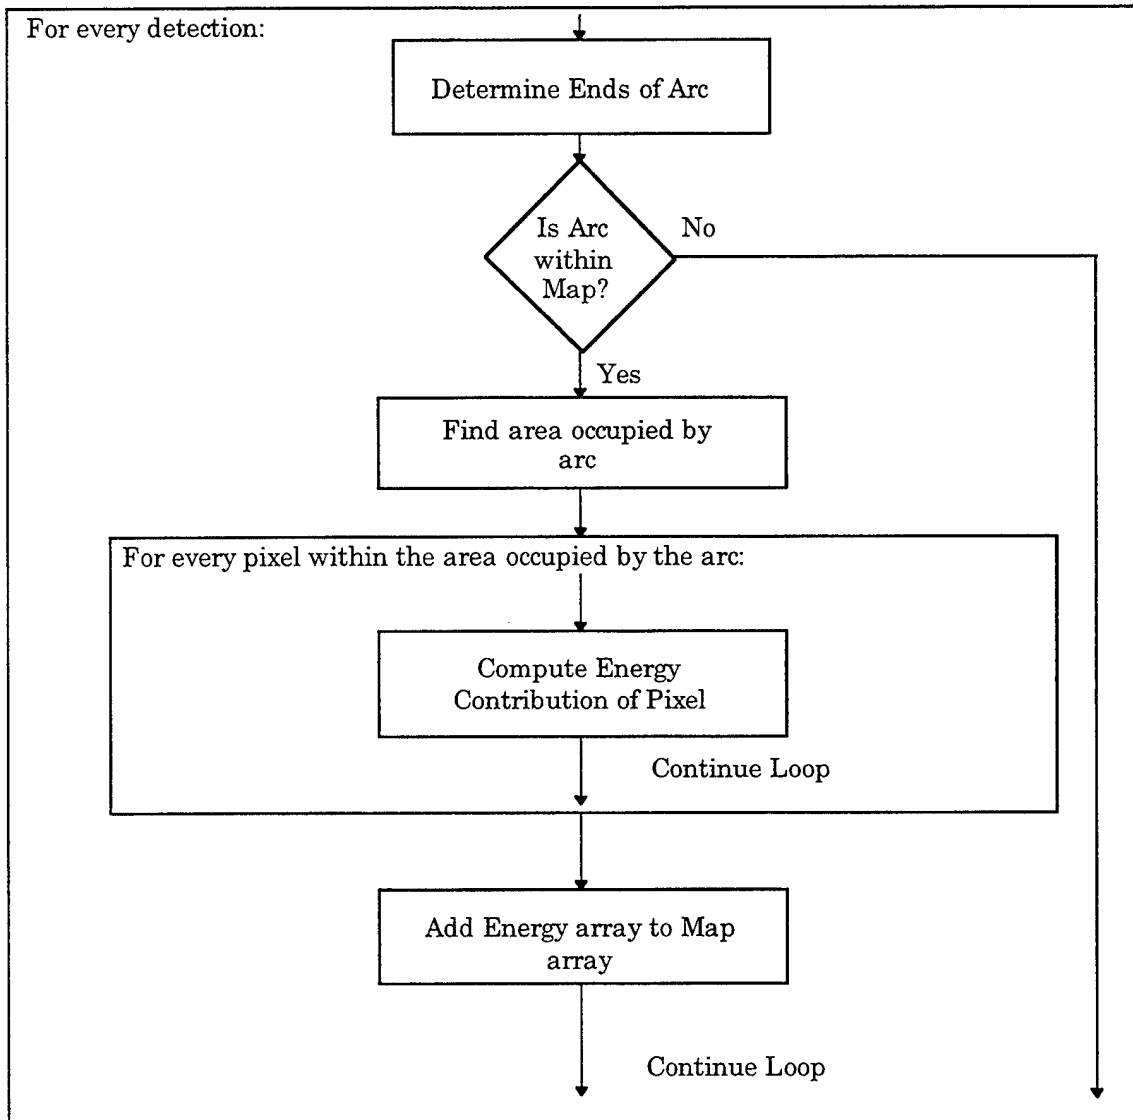 For every detection:
Determine Ends of Arc
Is Arc
within
Map?
No
Yes
Find area occupied by
arc
For every pixel within the area occupied by the arc:
Compute Energy
Contribution of Pixel
Continue Loop
Add Energy array to Map
array
Continue Loop